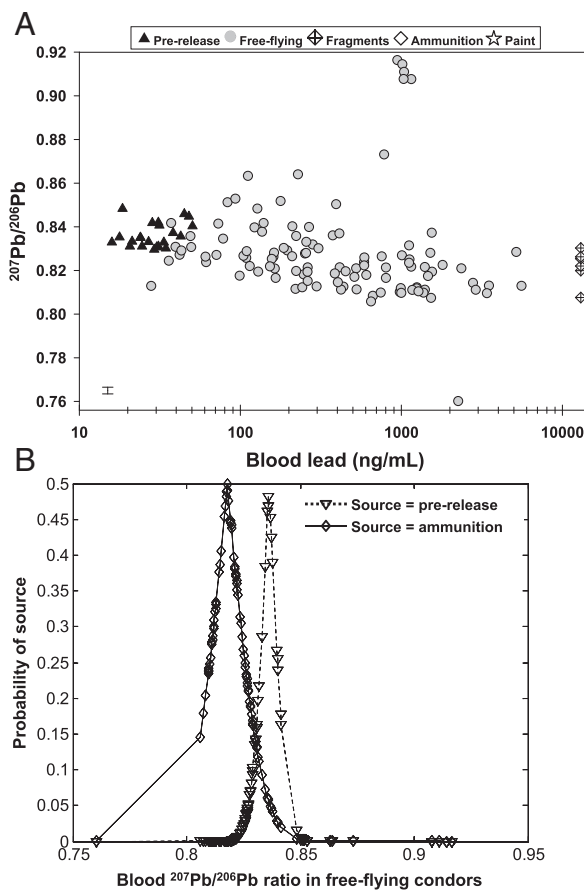 A
Pre-release Free-flying Fragments Ammunition Paint
0.92
0.90
0.88
0.86
0.84
0.82
0.80
0.78
0.76
²⁰⁷Pb/²⁰⁶Pb
10 100 1000 10000
Blood lead (ng/mL)
B
0.5
0.45
0.4
0.35
0.3
0.25
0.2
0.15
0.1
0.05
0
Probability of source
Source = pre-release
Source = ammunition
0.75 0.8 0.85 0.9 0.95
Blood ²⁰⁷Pb/²⁰⁶Pb ratio in free-flying condors